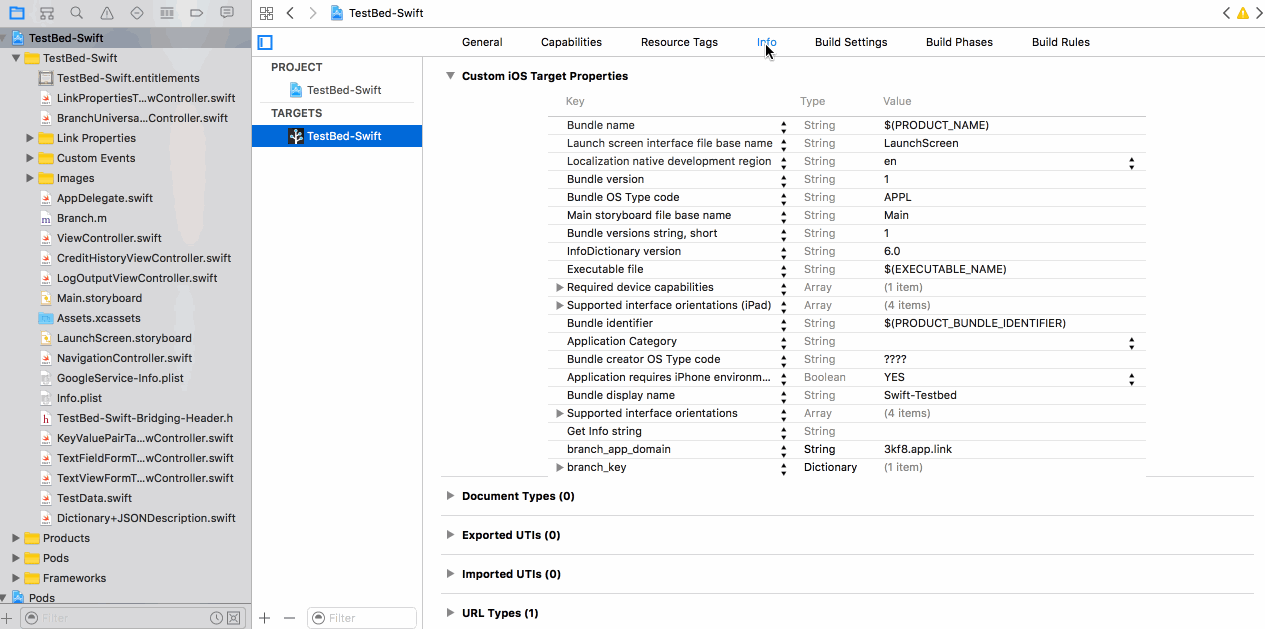 TestBed-Swift
General Capabilities Resource Tags Info Build Settings Build Phases Build Rules
TestBed-Swift
TestBed-Swift
TestBed-Swift.entitlements
LinkPropertiesT...wController.swift
BranchUniversa...Controller.swift
Link Properties
Custom Events
Images
AppDelegate.swift
Branch.m
ViewController.swift
CreditHistoryViewController.swift
LogOutputViewController.swift
Main.storyboard
Assets.xcassets
LaunchScreen.storyboard
NavigationController.swift
GoogleService-Info.plist
Info.plist
h TestBed-Swift-Bridging-Header.h
KeyValuePairTa...wController.swift
TextFieldFormT...wController.swift
TextViewFormT...wController.swift
TestData.swift
Dictionary+JSONDescription.swift
Products
Pods
Frameworks
Pods
Filter
PROJECT
TestBed-Swift
TARGETS
TestBed-Swift
Filter
Custom iOS Target Properties
Key Type Value
Bundle name String $(PRODUCT_NAME)
Launch screen interface file base name String LaunchScreen
Localization native development region String en
Bundle version String 1
Bundle OS Type code String APPL
Main storyboard file base name String Main
Bundle versions string, short String 1
InfoDictionary version String 6.0
Executable file String $(EXECUTABLE_NAME)
Required device capabilities Array (1 item)
Supported interface orientations (iPad) Array (4 items)
Bundle identifier String $(PRODUCT_BUNDLE_IDENTIFIER)
Application Category String
Bundle creator OS Type code String ????
Application requires iPhone environm... Boolean YES
Bundle display name String Swift-Testbed
Supported interface orientations Array (4 items)
Get Info string String
branch_app_domain String 3kf8.app.link
branch_key Dictionary (1 item)
Document Types (0)
Exported UTIs (0)
Imported UTIs (0)
URL Types (1)